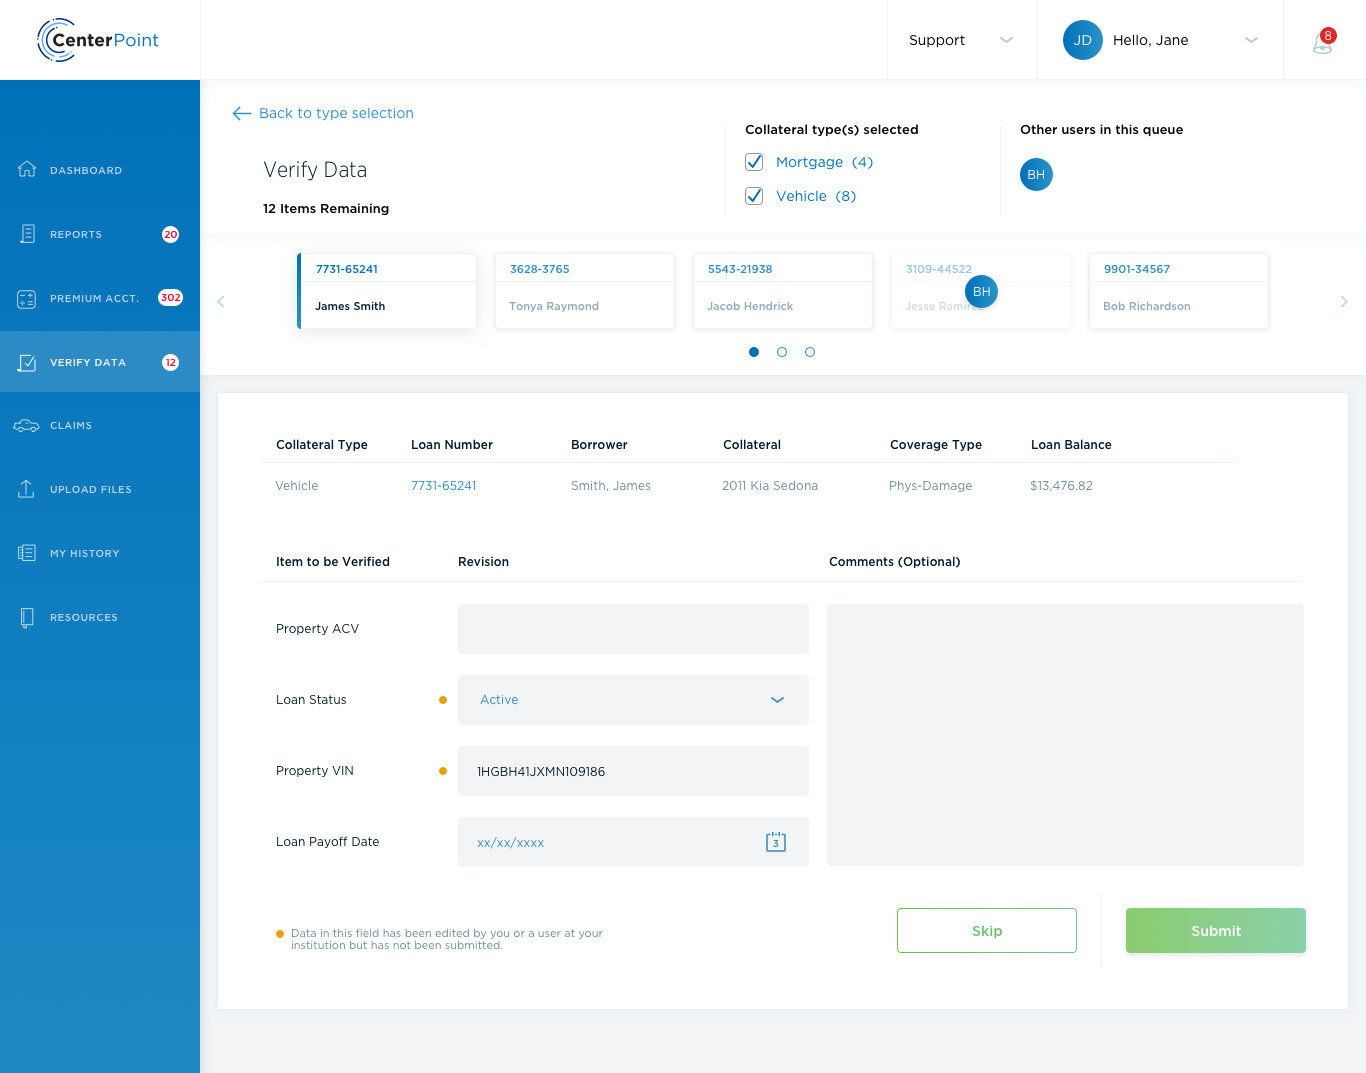 CenterPoint
Support
JD
Hello, Jane
8
DASHBOARD
REPORTS
20
PREMIUM ACCT.
302
VERIFY DATA
12
CLAIMS
UPLOAD FILES
MY HISTORY
RESOURCES
Back to type selection
Verify Data
12 Items Remaining
Collateral type(s) selected
Mortgage (4)
Vehicle (8)
Other users in this queue
BH
7731-65241
James Smith
3628-3765
Tonya Raymond
5543-21938
Jacob Hendrick
3109-44522
Jesse Ramirez
BH
9901-34567
Bob Richardson
Collateral Type Loan Number Borrower Collateral Coverage Type Loan Balance
Vehicle 7731-65241 Smith, James 2011 Kia Sedona Phys-Damage $13,476.82
Item to be Verified Revision Comments (Optional)
Property ACV
Loan Status Active
Property VIN 1HGBH41JXMN109186
Loan Payoff Date xx/xx/xxxx 3
Data in this field has been edited by you or a user at your
institution but has not been submitted.
Skip
Submit